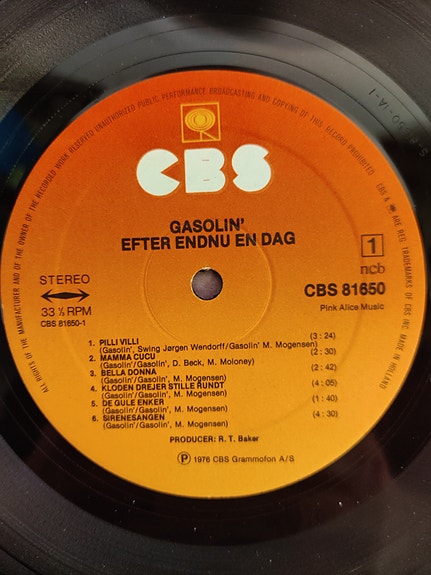 ALL RIGHTS OF THE MANUFACTURER AND OF THE OWNER OF THE RECORDED WORK RESERVED UNAUTHORIZED PUBLIC PERFORMANCE BROADCASTING AND COPYING OF THIS RECORD PROHIBITED
CBS & ARE REG. TRADEMARKS OF CBS INC. MADE IN HOLLAND
CBS
GASOLIN'
EFTER ENDNU EN DAG
1
ncb
STEREO
CBS 81650
33 ⅓ RPM
Pink Alice Music
CBS 81650-1
1. PILLI VILLI (3 : 24)
(Gasolin', Swing Jørgen Wendorff/Gasolin' M. Mogensen)
2. MAMMA CUCU (2 : 30)
(Gasolin'/Gasolin', D. Beck, M. Moloney)
3. BELLA DONNA (2 : 42)
(Gasolin'/Gasolin', M. Mogensen)
4. KLODEN DREJER STILLE RUNDT (4 : 05)
(Gasolin'/Gasolin', M. Mogensen)
5. DE GULE ENKER (1 : 40)
(Gasolin'/Gasolin', M. Mogensen)
6. SIRENESANGEN (4 : 30)
(Gasolin'/Gasolin', M. Mogensen)
PRODUCER: R. T. Baker
Ⓟ 1976 CBS Grammofon A/S